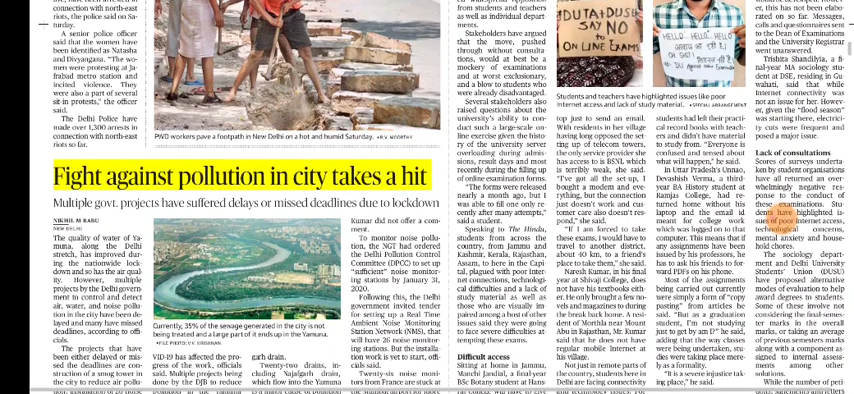 connection with north-east
riots, the police said on Sa-
turday.
A senior police officer
said that the women have
been identified as Natasha
and Divyangana. "The wo-
men were protesting at Ja-
frabad metro station and
incited violence. They
were also a part of several
sit-in protests," the officer
said.
The Delhi Police have
made over 1,300 arrests in
connection with north-east
riots so far.
PWD workers pave a footpath in New Delhi on a hot and humid Saturday.
Fight against pollution in city takes a hit
Multiple govt. projects have suffered delays or missed deadlines due to lockdown
NIKHIL M BABU
NEW DELHI
The quality of water of Ya-
muna, along the Delhi
stretch, has improved dur-
ing the nationwide lock-
down and so has the air qual-
ity. However, multiple
projects by the Delhi govern-
ment to control and detect
air, water, and noise pollu-
tion in the city have been de-
layed and many have missed
deadlines, according to offi-
cials.
The projects that have
been either delayed or mis-
sed the deadlines are con-
struction of a smog tower in
the city to reduce air pollu-
Currently, 35% of the sewage generated in the city is not
being treated and a large part of it ends up in the Yamuna.
VID-19 has affected the pro-
gress of the work, officials
said. Multiple projects being
done by the DJB to reduce
garh drain.
Twenty-two drains, in-
cluding Najafgarh drain,
which flow into the Yamuna
Kumar did not offer a com-
ment.
To monitor noise pollu-
tion, the NGT had ordered
the Delhi Pollution Control
Committee (DPCC) to set up
"sufficient" noise monitor-
ing stations by January 31,
2020.
Following this, the Delhi
government invited tender
for setting up a Real Time
Ambient Noise Monitoring
Station Network (NMS), that
will have 26 noise monitor-
ing stations. But the installa-
tion work is yet to start, offi-
cials said.
Twenty-six noise moni-
tors from France are stuck at
from students and teachers
as well as individual depart-
ments.
Stakeholders have argued
that the move, pushed
through without consulta-
tions, would at best be a
mockery of examinations
and at worst exclusionary,
and a blow to students who
were already disadvantaged.
Several stakeholders also
raised questions about the
university's ability to con-
duct such a large-scale on-
line exercise given the histo-
ry of the university server
overloading during admis-
sions, result days and most
recently during the filling up
of online examination forms.
"The forms were released
nearly a month ago, but I
was able to fill one only re-
cently after many attempts,"
said a student.
Speaking to The Hindu,
students from across the
country, from Jammu and
Kashmir, Kerala, Rajasthan,
Assam, to here in the Capi-
tal, plagued with poor Inter-
net connections, technologi-
cal difficulties and a lack of
study material as well as
those who are visually im-
paired among a host of other
issues said they were going
to face severe difficulties at-
tempting these exams.
Difficult access
Sitting at home in Jammu,
Manchi Jandial, a final-year
BSc Botany student at Hans-
DUTA+DUSU
SAY NO
TO
ONLINE EXAMS
HELLO HELLO
Students and teachers have highlighted issues like poor
Internet access and lack of study material. •SPECIAL ARRANGEMENT
top just to send an email.
With residents in her village
having long opposed the set-
ting up of telecom towers,
the only service provider she
has access to is BSNL which
is terribly weak, she said.
"I've got all the set-up, I
bought a modem and eve-
rything, but the connection
just doesn't work and cus-
tomer care also doesn't res-
pond," she said.
"If I am forced to take
these exams, I would have to
travel to another district,
about 40 km, to a friend's
place to take them," she said.
Naresh Kumar, in his final
year at Shivaji College, does
not have his textbooks eith-
er. He only brought a few no-
vels and magazines to during
the break home. A resid-
ent of Morthla near Mount
Abu in Rajasthan, Mr. Kumar
said that he does not have
regular mobile Internet at
his village.
Not just in remote parts of
the country, students here in
Delhi are facing connectivity
students had left their practi-
cal record books with teach-
ers and didn't have material
to study from. "Everyone is
confused and tensed about
what will happen," he said.
In Uttar Pradesh's Unnao,
Devashish Verma, a third-
year BA History student at
Ramjas College, had re-
turned home without his
laptop and the email id
meant for college work
which was logged on to that
computer. This means that if
any assignments have been
issued by his professors, he
has to ask his friends to for-
ward PDFs on his phone.
Most of the assignments
being carried out currently
were simply a form of "copy
pasting" from articles he
said. "But as a graduation
student, I'm not studying
just to get by am I?" he said,
adding that the way classes
were being undertaken, stu-
dies were taking place mere-
ly as a formality.
"It is a severe injustice tak-
ing place," he said.
this has not been elabo-
rated on so far. Messages,
calls and questionnaires sent
to the Dean of Examinations
and the University Registrar
went unanswered.
Trishita Shandilyia, a fi-
nal-year MA sociology stu-
dent at DSE, residing in Gu-
wahati, said that while
Internet connectivity was
not an issue for her. Howev-
er, given the "flood season"
was starting there, electrici-
ty cuts were frequent and
posed a major issue.
Lack of consultations
Scores of surveys underta-
ken by student organisations
have all returned an over-
whelmingly negative res-
ponse to the conduct of
these examinations. Stu-
dents have highlighted is-
sues of poor Internet access,
technological concerns,
mental anxiety and house-
hold chores.
The sociology depart-
ment and Delhi University
Students' Union (DUSU)
have proposed alternative
modes of evaluation to help
award degrees to students.
Some of these involve not
considering the final-semes-
ter marks in the overall
marks, or taking an average
of previous semesters marks
along with a component as-
signed to internal assess-
ments among other
solutions.
While the number of peti-